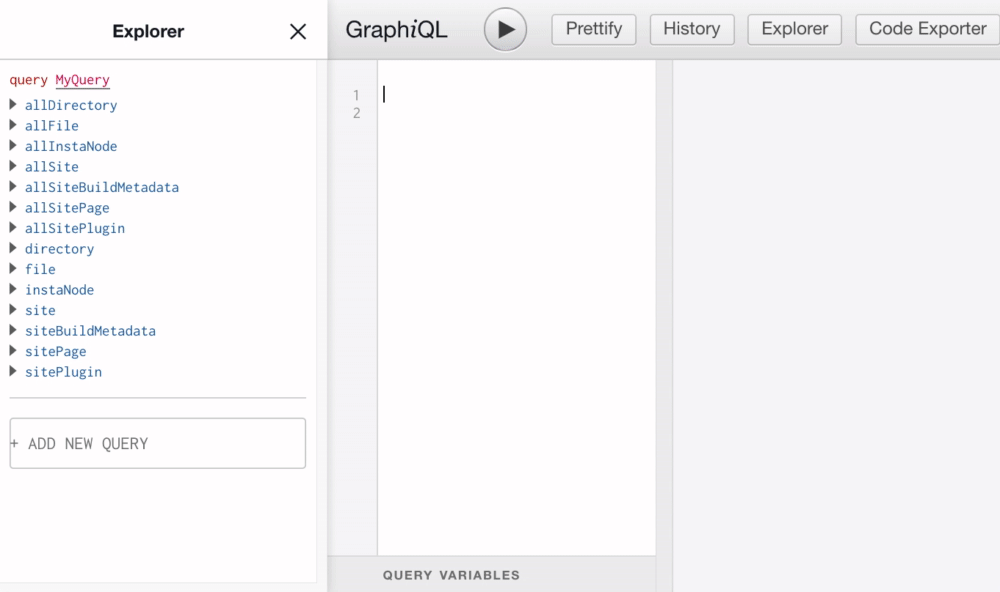 Explorer
GraphiQL
Prettify
History
Explorer
Code Exporter
query MyQuery
allDirectory
allFile
allInstaNode
allSite
allSiteBuildMetadata
allSitePage
allSitePlugin
directory
file
instaNode
site
siteBuildMetadata
sitePage
sitePlugin
+ ADD NEW QUERY
1
2
QUERY VARIABLES